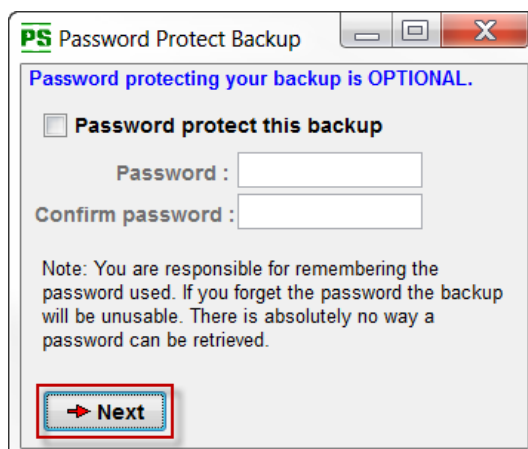 PS Password Protect Backup
Password protecting your backup is OPTIONAL.
Password protect this backup
Password :
Confirm password :
Note: You are responsible for remembering the
password used. If you forget the password the backup
will be unusable. There is absolutely no way a
password can be retrieved.
Next